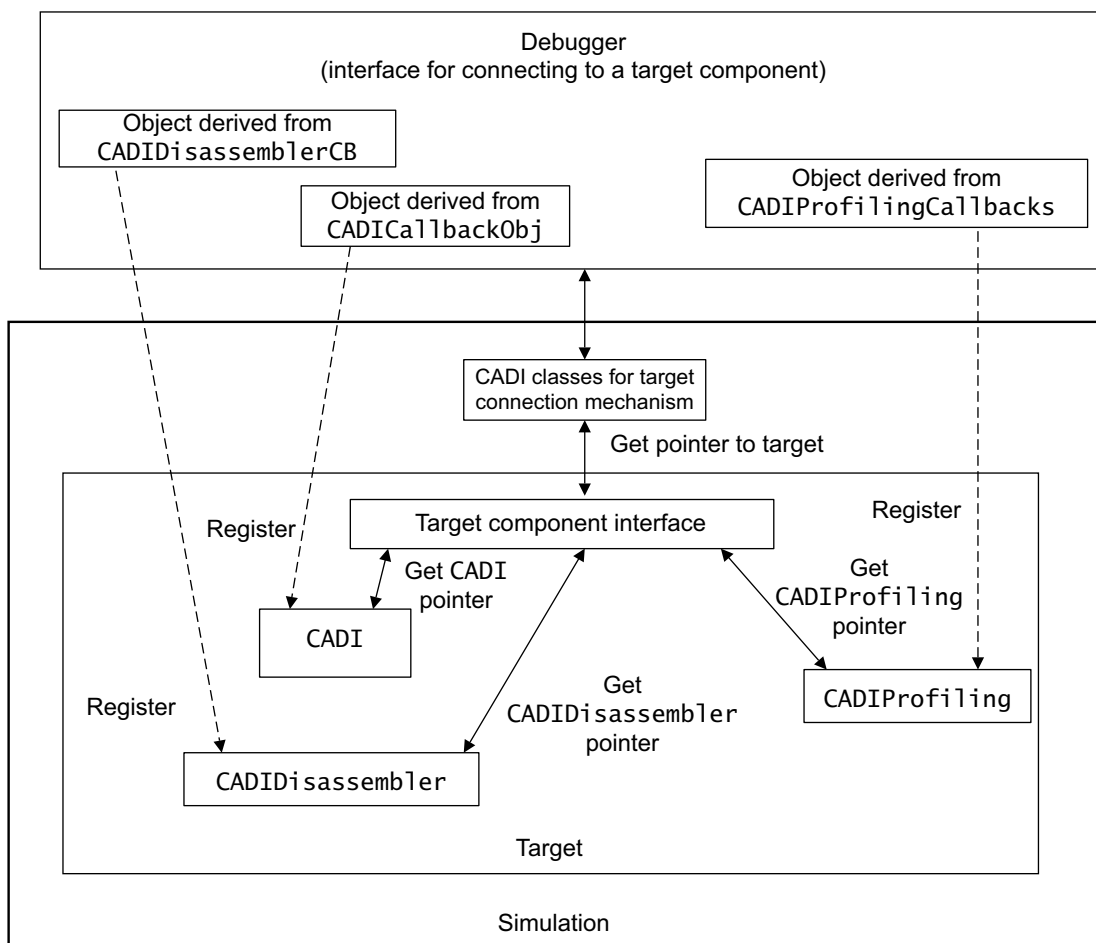 Debugger
(interface for connecting to a target component)
Object derived from
CADIDisassemblerCB
Object derived from
CADICallbackObj
Object derived from
CADIProfilingCallbacks
CADI classes for target
connection mechanism
Get pointer to target
Target component interface
Register
Register
Get CADI
pointer
Get
CADIProfiling
pointer
CADI
Register
Get
CADIDisassembler
pointer
CADIProfiling
CADIDisassembler
Target
Simulation